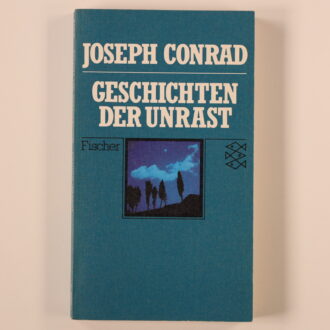 JOSEPH CONRAD
GESCHICHTEN
DER UNRAST
Fischer